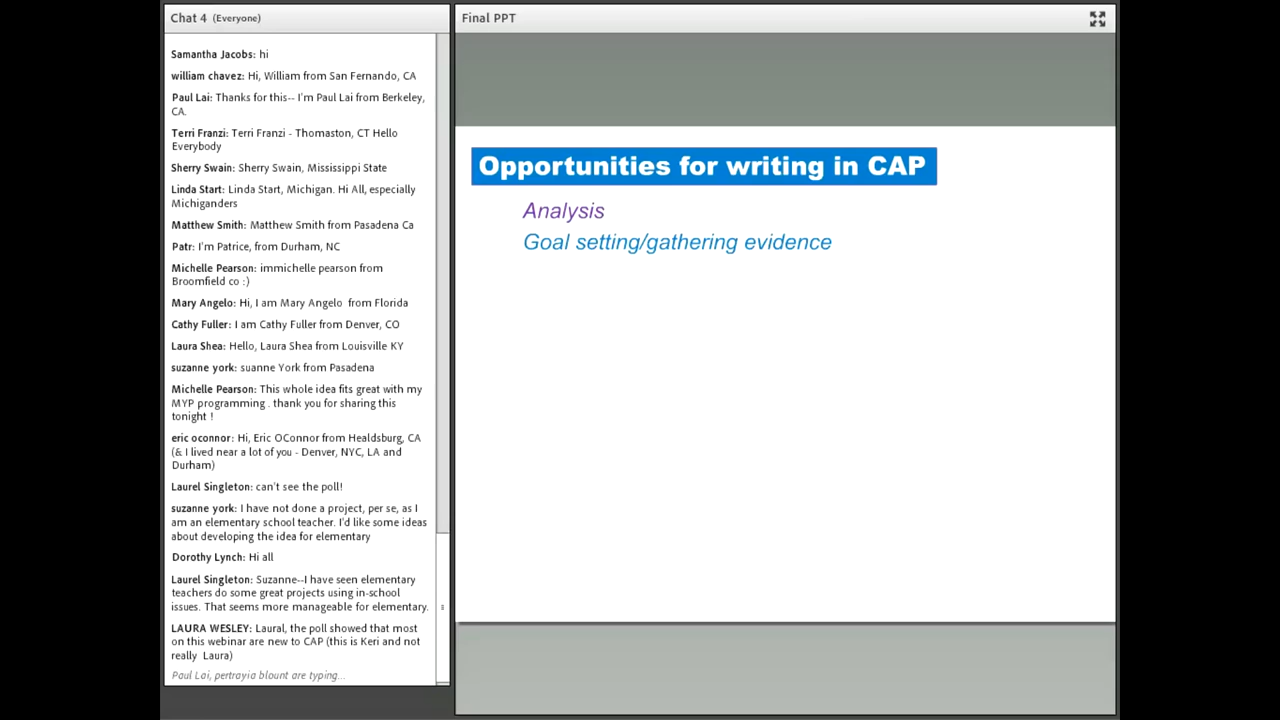 Chat 4 (Everyone)
Samantha Jacobs: hi
william chavez: Hi, William from San Fernando, CA
Paul Lai: Thanks for this-- I'm Paul Lai from Berkeley,
CA.
Terri Franzi: Terri Franzi - Thomaston, CT Hello
Everybody
Sherry Swain: Sherry Swain, Mississippi State
Linda Start: Linda Start, Michigan. Hi All, especially
Michiganders
Matthew Smith: Matthew Smith from Pasadena Ca
Patr: I'm Patrice, from Durham, NC
Michelle Pearson: immichelle pearson from
Broomfield co :)
Mary Angelo: Hi, I am Mary Angelo  from Florida
Cathy Fuller: I am Cathy Fuller from Denver, CO
Laura Shea: Hello, Laura Shea from Louisville KY
suzanne york: suanne York from Pasadena
Michelle Pearson: This whole idea fits great with my
MYP programming . thank you for sharing this
tonight !
eric oconnor: Hi, Eric OConnor from Healdsburg, CA
(& I lived near a lot of you - Denver, NYC, LA and
Durham)
Laurel Singleton: can't see the poll!
suzanne york: I have not done a project, per se, as I
am an elementary school teacher. I'd like some ideas
about developing the idea for elementary
Dorothy Lynch: Hi all
Laurel Singleton: Suzanne--I have seen elementary
teachers do some great projects using in-school
issues. That seems more manageable for elementary.
LAURA WESLEY: Laural, the poll showed that most
on this webinar are new to CAP (this is Keri and not
really  Laura)
Paul Lai, pertrayia blount are typing...
Final PPT
Opportunities for writing in CAP
Analysis
Goal setting/gathering evidence